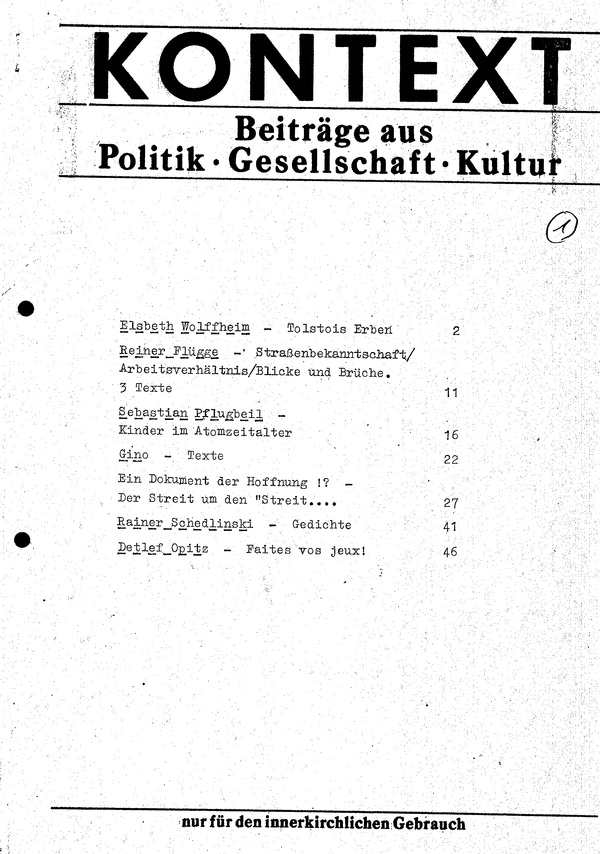 KONTEXT
Beiträge aus
Politik · Gesellschaft · Kultur
1
Elsbeth Wolffheim - Tolstois Erben 2
Reiner Flügge - Straßenbekanntschaft/
Arbeitsverhältnis/Blicke und Brüche.
3 Texte 11
Sebastian Pflugbeil -
Kinder im Atomzeitalter 16
Gino - Texte 22
Ein Dokument der Hoffnung !? -
Der Streit um den "Streit.... 27
Rainer Schedlinski - Gedichte 41
Detlef Opitz - Faites vos jeux! 46
nur für den innerkirchlichen Gebrauch